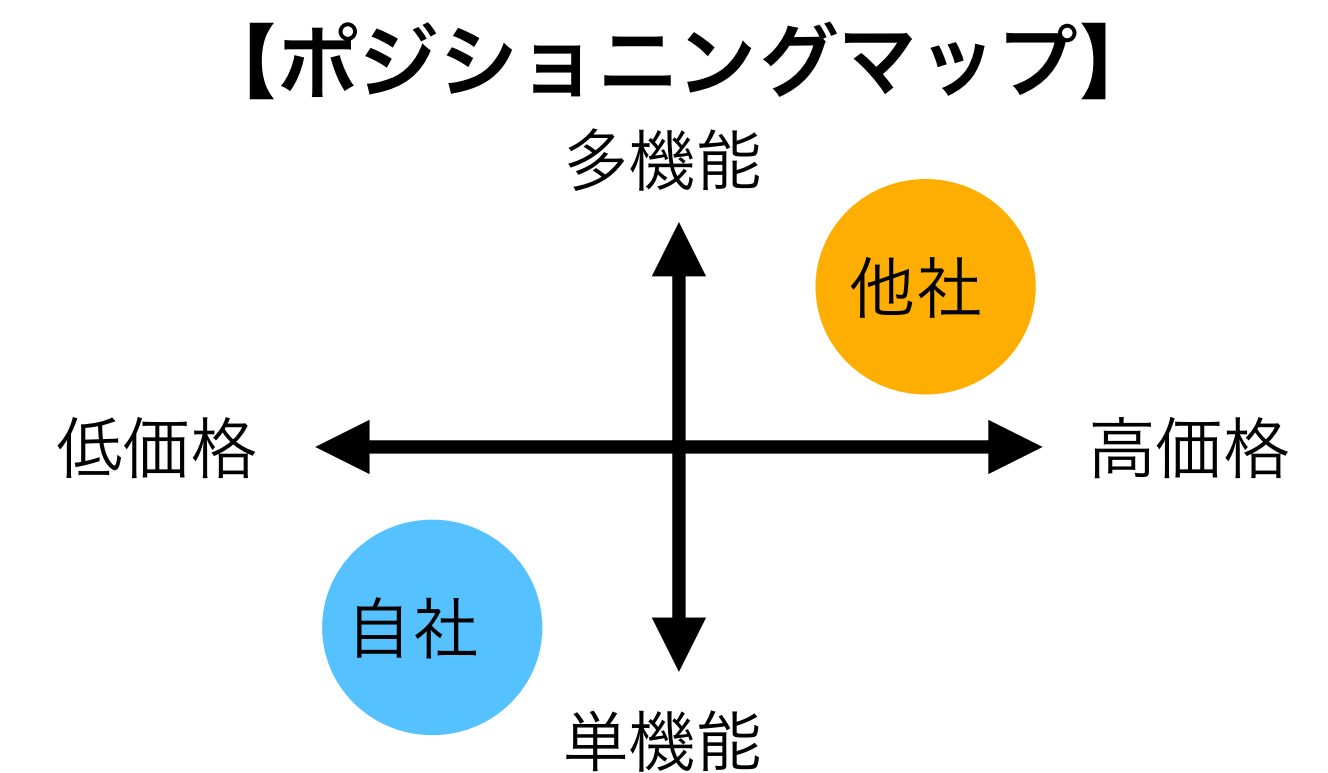 【ポジショニングマップ】
多機能
他社
低価格
高価格
自社
単機能